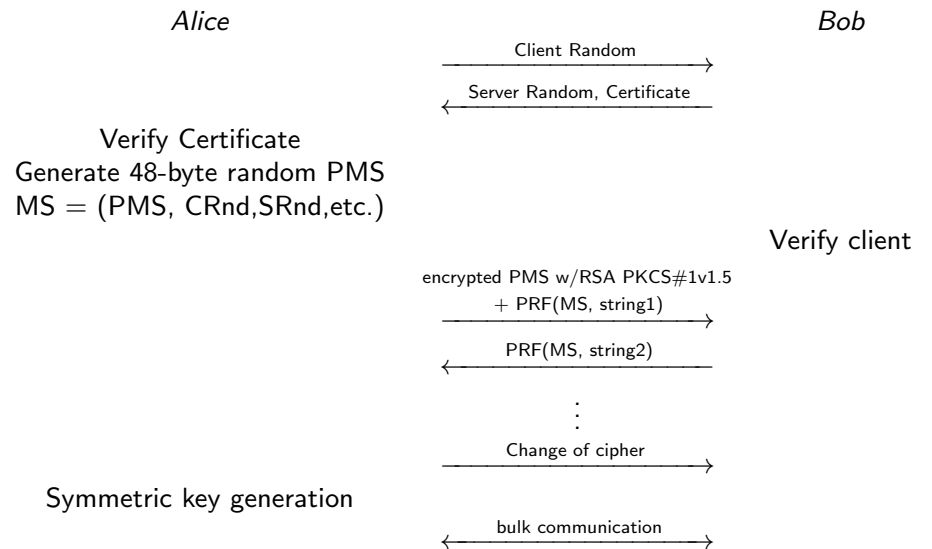 Alice Bob
Client Random
Server Random, Certificate
Verify Certificate
Generate 48-byte random PMS
MS = (PMS, CRnd,SRnd,etc.)
Verify client
encrypted PMS w/RSA PKCS#1v1.5
+ PRF(MS, string1)
PRF(MS, string2)
⋮
Change of cipher
Symmetric key generation
bulk communication